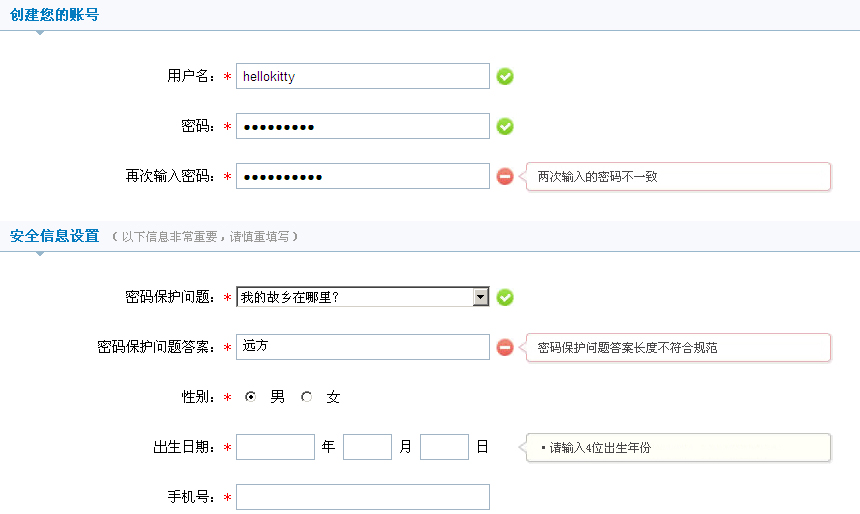 创建您的账号
用户名：* hellokitty
密码：* ●●●●●●●●●
再次输入密码：* ●●●●●●●●●● 两次输入的密码不一致
安全信息设置 （以下信息非常重要，请慎重填写）
密码保护问题：* 我的故乡在哪里?
密码保护问题答案：* 远方 密码保护问题答案长度不符合规范
性别：* 男 女
出生日期：* 年 月 日 • 请输入4位出生年份
手机号：*